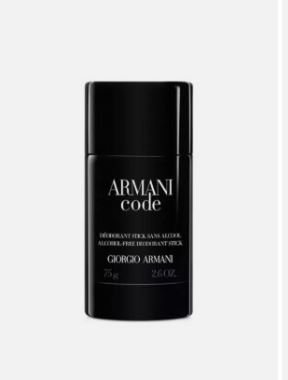 ARMANI
code
DÉODORANT STICK SANS ALCOOL
ALCOHOL-FREE DEODORANT STICK
GIORGIO ARMANI
75g 2.6 OZ.